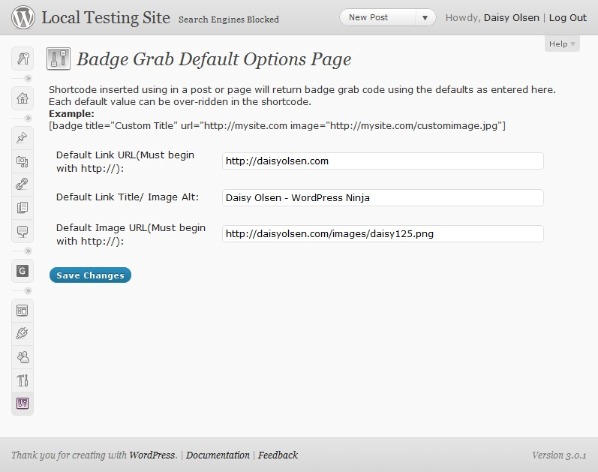 Local Testing Site Search Engines Blocked New Post Howdy, Daisy Olsen | Log Out
Help
Badge Grab Default Options Page
Shortcode inserted using in a post or page will return badge grab code using the defaults as entered here.
Each default value can be over-ridden in the shortcode.
Example:
[badge title="Custom Title" url="http://mysite.com image="http://mysite.com/customimage.jpg"]
Default Link URL(Must begin
with http://):
http://daisyolsen.com
Default Link Title/ Image Alt:
Daisy Olsen - WordPress Ninja
Default Image URL(Must begin
with http://):
http://daisyolsen.com/images/daisy125.png
Save Changes
G
Thank you for creating with WordPress. | Documentation | Feedback Version 3.0.1